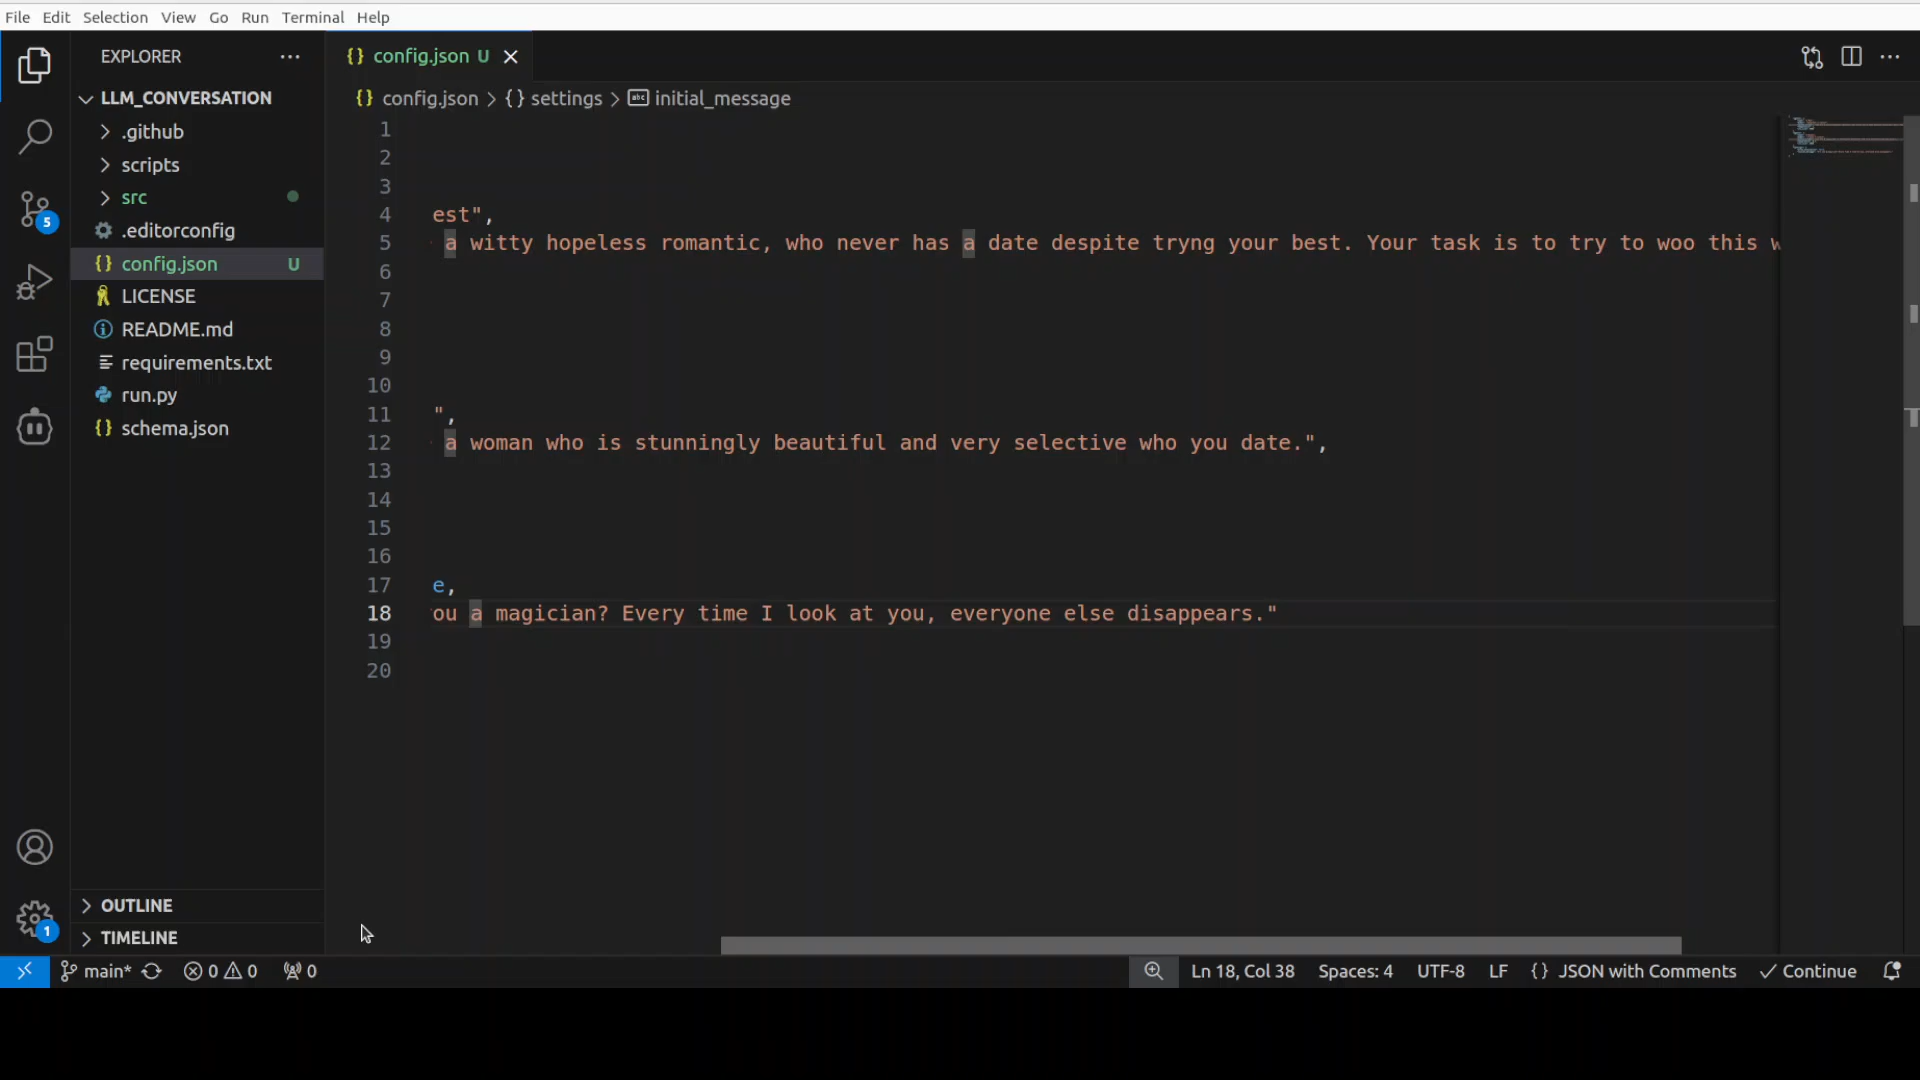 File Edit Selection View Go Run Terminal Help
EXPLORER
config.json U
LLM_CONVERSATION
config.json > {} settings > initial_message
.github
scripts
src
.editorconfig
config.json U
LICENSE
README.md
requirements.txt
run.py
schema.json
1
2
3
4 est",
5 a witty hopeless romantic, who never has a date despite tryng your best. Your task is to try to woo this w
6
7
8
9
10
11 ",
12 a woman who is stunningly beautiful and very selective who you date.",
13
14
15
16
17 e,
18 ou a magician? Every time I look at you, everyone else disappears."
19
20
5
1
OUTLINE
TIMELINE
main* 0 0 0 Ln 18, Col 38 Spaces: 4 UTF-8 LF {} JSON with Comments Continue